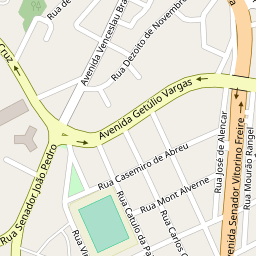 Cruz
Rua de
Avenida Venceslau Bra
Rua Dezoito de Novembro
Avenida Getúlio Vargas
Rua José de Alencar
Avenida Senador Vitorino Freire
Rua Mourão Rangel
Rua Senador João Pedro
Rua Casemiro de Abreu
Rua Mont Alverne
Rua Catulo da Pa
Rua Carlos
Rua Vi